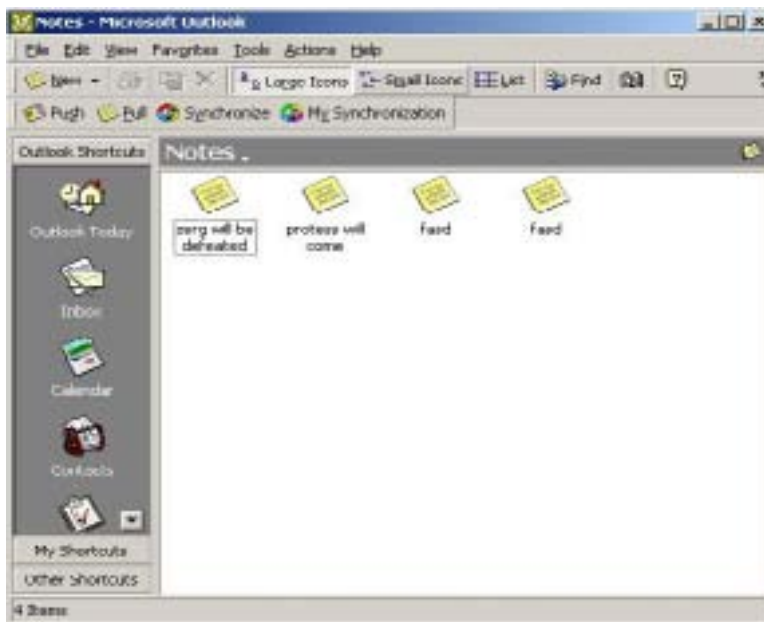 Notes - Microsoft Outlook
File Edit View Favorites Tools Actions Help
New Large Icons Small Icons List Find
Push Pull Synchronize My Synchronization
Outlook Shortcuts
Notes .
Outlook Today
Inbox
Calendar
Contacts
My Shortcuts
Other Shortcuts
zerg will be
defeated
protoss will
come
4 Items